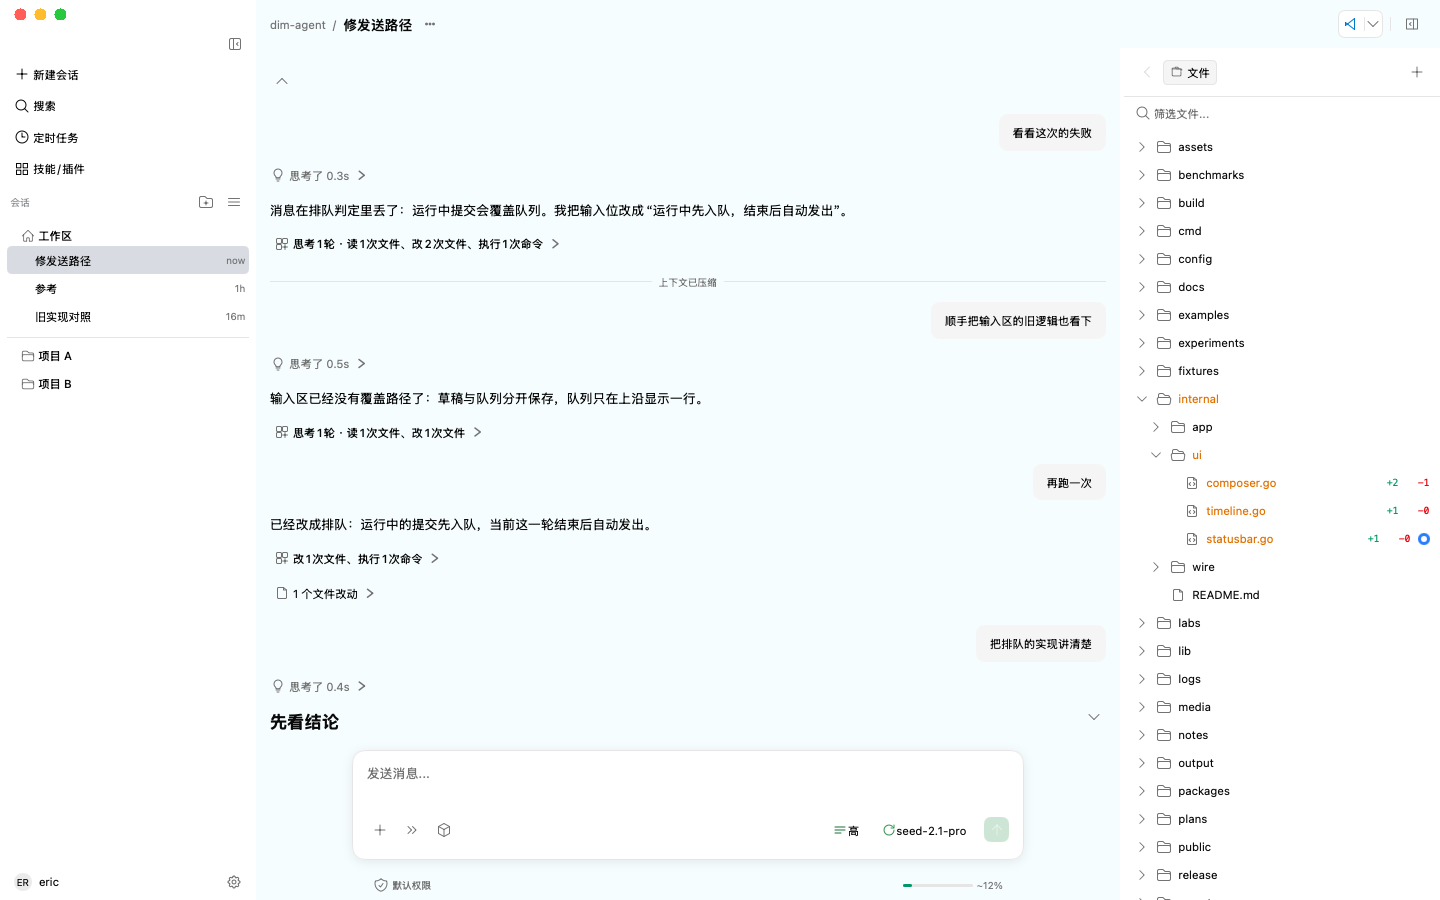 新建会话
搜索
定时任务
技能/插件
会话
工作区
修发送路径 now
参考 1h
旧实现对照 16m
项目 A
项目 B
ER eric
dim-agent / 修发送路径 ···
看看这次的失败
思考了 0.3s
消息在排队判定里丢了：运行中提交会覆盖队列。我把输入位改成“运行中先入队，结束后自动发出”。
思考1轮 · 读1次文件、改2次文件、执行1次命令
上下文已压缩
顺手把输入区的旧逻辑也看下
思考了 0.5s
输入区已经没有覆盖路径了：草稿与队列分开保存，队列只在上沿显示一行。
思考1轮 · 读1次文件、改1次文件
再跑一次
已经改成排队：运行中的提交先入队，当前这一轮结束后自动发出。
改1次文件、执行1次命令
1 个文件改动
把排队的实现讲清楚
思考了 0.4s
先看结论
发送消息...
高 seed-2.1-pro
默认权限 ~12%
文件
筛选文件...
assets
benchmarks
build
cmd
config
docs
examples
experiments
fixtures
internal
app
ui
composer.go +2 -1
timeline.go +1 -0
statusbar.go +1 -0
wire
README.md
labs
lib
logs
media
notes
output
packages
plans
public
release